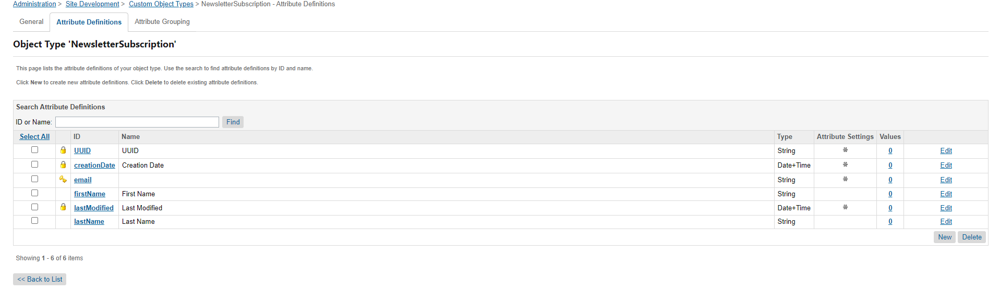 Administration > Site Development > Custom Object Types > NewsletterSubscription - Attribute Definitions
General Attribute Definitions Attribute Grouping
Object Type 'NewsletterSubscription'
This page lists the attribute definitions of your object type. Use the search to find attribute definitions by ID and name.
Click New to create new attribute definitions. Click Delete to delete existing attribute definitions.
Search Attribute Definitions
ID or Name: Find
Select All ID Name Type Attribute Settings Values
UUID UUID String * 0 Edit
creationDate Creation Date Date+Time * 0 Edit
email String * 0 Edit
firstName First Name String 0 Edit
lastModified Last Modified Date+Time * 0 Edit
lastName Last Name String 0 Edit
New Delete
Showing 1 - 6 of 6 items
<< Back to List